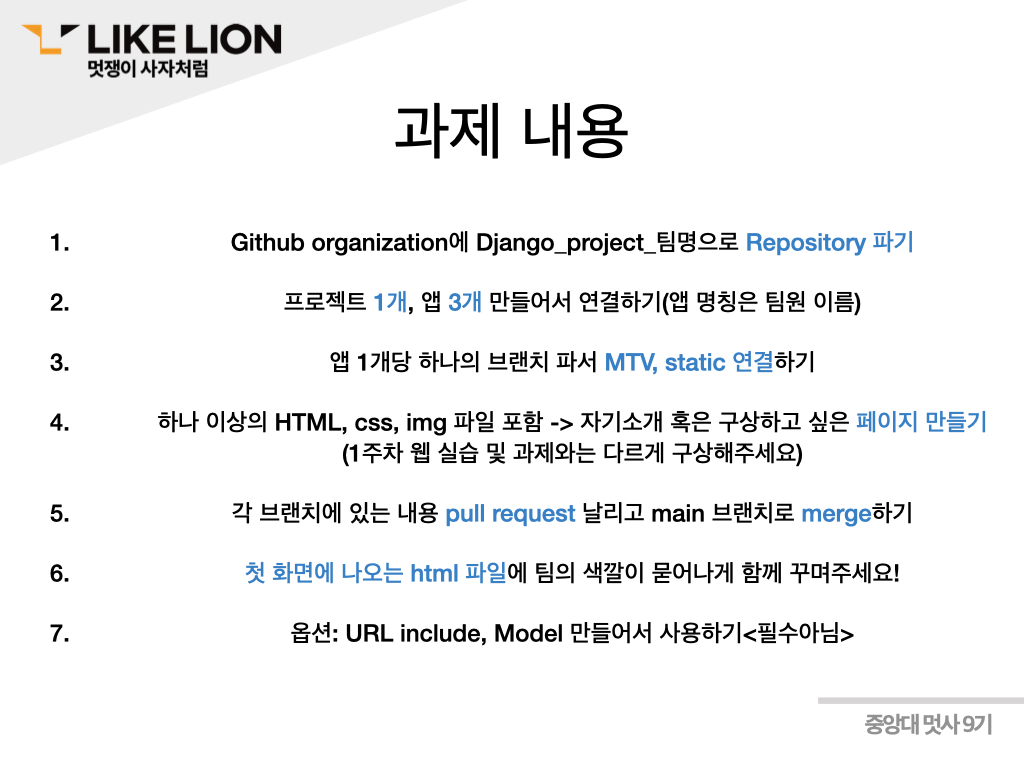 LIKE LION
멋쟁이 사자처럼
과제 내용
1. Github organization에 Django_project_팀명으로 Repository 파기
2. 프로젝트 1개, 앱 3개 만들어서 연결하기(앱 명칭은 팀원 이름)
3. 앱 1개당 하나의 브랜치 파서 MTV, static 연결하기
4. 하나 이상의 HTML, css, img 파일 포함 -> 자기소개 혹은 구상하고 싶은 페이지 만들기
(1주차 웹 실습 및 과제와는 다르게 구상해주세요)
5. 각 브랜치에 있는 내용 pull request 날리고 main 브랜치로 merge하기
6. 첫 화면에 나오는 html 파일에 팀의 색깔이 묻어나게 함께 꾸며주세요!
7. 옵션: URL include, Model 만들어서 사용하기<필수아님>
중앙대 멋사 9기